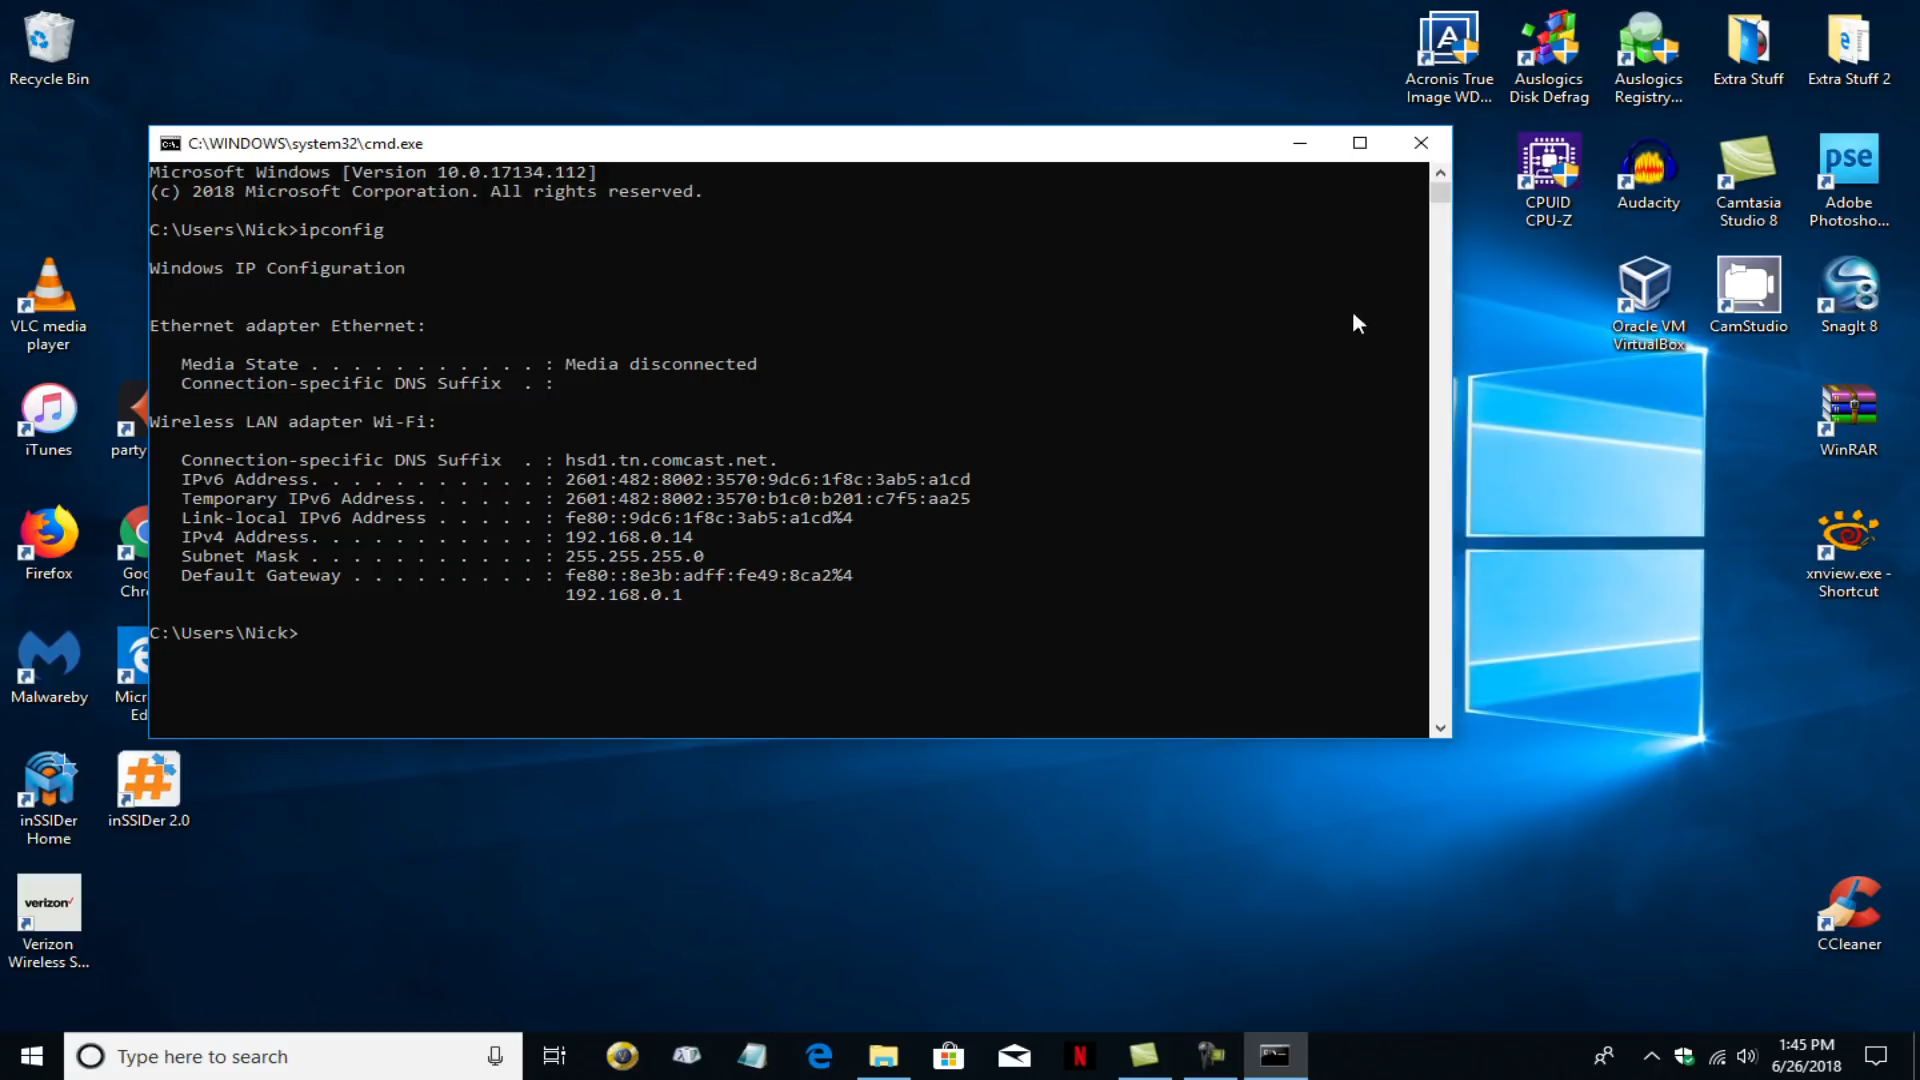 Recycle Bin
Acronis True
Image WD...
Auslogics
Disk Defrag
Auslogics
Registry...
Extra Stuff
Extra Stuff 2
C:\WINDOWS\system32\cmd.exe
Microsoft Windows [Version 10.0.17134.112]
(c) 2018 Microsoft Corporation. All rights reserved.
C:\Users\Nick>ipconfig
Windows IP Configuration
Ethernet adapter Ethernet:
Media State . . . . . . . . . . . : Media disconnected
Connection-specific DNS Suffix . :
Wireless LAN adapter Wi-Fi:
Connection-specific DNS Suffix . : hsd1.tn.comcast.net.
IPv6 Address. . . . . . . . . . . : 2601:482:8002:3570:9dc6:1f8c:3ab5:a1cd
Temporary IPv6 Address. . . . . . : 2601:482:8002:3570:b1c0:b201:c7f5:aa25
Link-local IPv6 Address . . . . . : fe80::9dc6:1f8c:3ab5:a1cd%4
IPv4 Address. . . . . . . . . . . : 192.168.0.14
Subnet Mask . . . . . . . . . . . : 255.255.255.0
Default Gateway . . . . . . . . . : fe80::8e3b:adff:fe49:8ca2%4
192.168.0.1
C:\Users\Nick>
CPUID
CPU-Z
Audacity
Camtasia
Studio 8
pse
Adobe
Photosho...
VLC media
player
Oracle VM
VirtualBox
CamStudio
SnagIt 8
iTunes
party
WinRAR
Firefox
Goo
Chr
xnview.exe -
Shortcut
Malwareby
Micr
Ed
inSSIDer
Home
inSSIDer 2.0
verizon
Verizon
Wireless S...
CCleaner
Type here to search
N
1:45 PM
6/26/2018